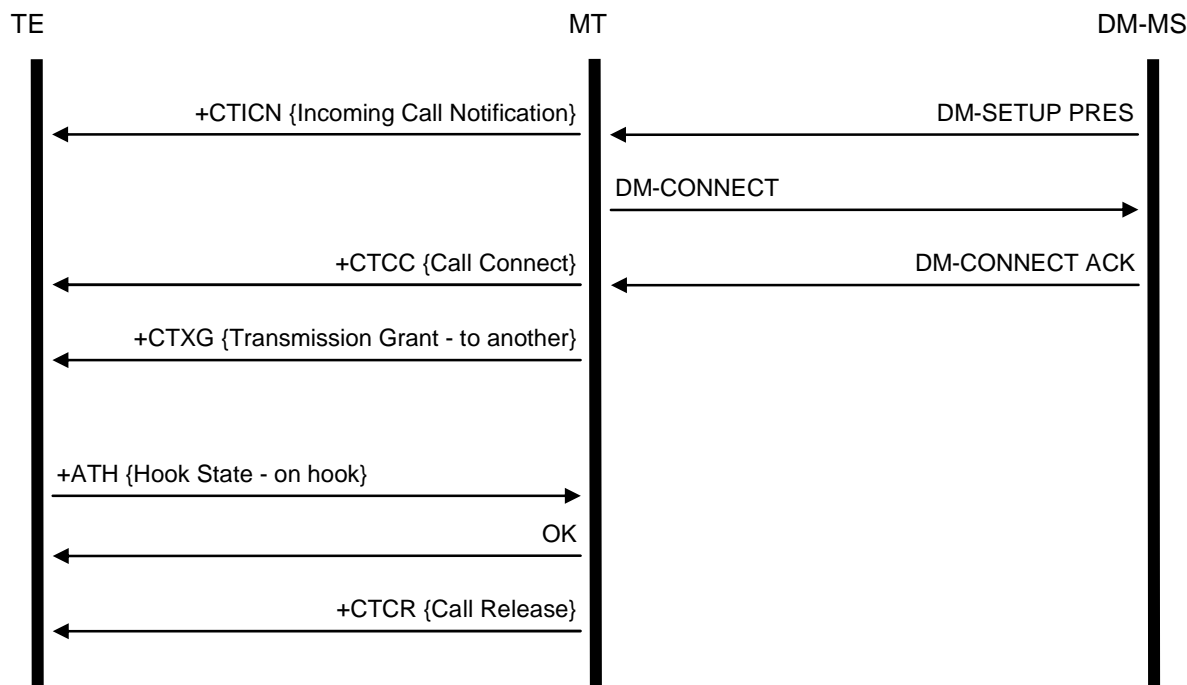 TE
MT
DM-MS
+CTICN {Incoming Call Notification}
DM-SETUP PRES
DM-CONNECT
+CTCC {Call Connect}
DM-CONNECT ACK
+CTXG {Transmission Grant - to another}
+ATH {Hook State - on hook}
OK
+CTCR {Call Release}